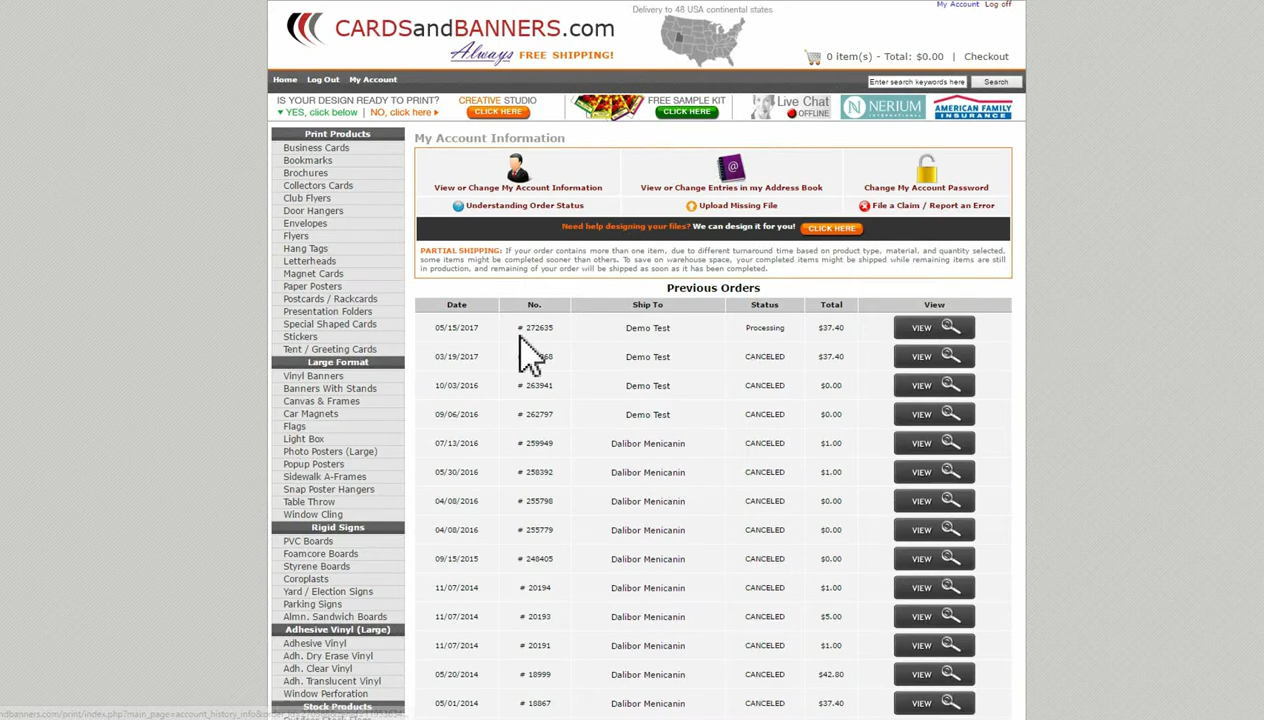 Delivery to 48 USA continental states
My Account Log off
CARDSandBANNERS.com
Always FREE SHIPPING!
0 item(s) - Total: $0.00 | Checkout
Home Log Out My Account
Enter search keywords here Search
IS YOUR DESIGN READY TO PRINT?
▼ YES, click below | NO, click here ▸
CREATIVE STUDIO
CLICK HERE
FREE SAMPLE KIT
CLICK HERE
Live Chat
OFFLINE
N NERIUM
INTERNATIONAL
AMERICAN FAMILY
INSURANCE
Print Products
Business Cards
Bookmarks
Brochures
Collectors Cards
Club Flyers
Door Hangers
Envelopes
Flyers
Hang Tags
Letterheads
Magnet Cards
Paper Posters
Postcards / Rackcards
Presentation Folders
Special Shaped Cards
Stickers
Tent / Greeting Cards
Large Format
Vinyl Banners
Banners With Stands
Canvas & Frames
Car Magnets
Flags
Light Box
Photo Posters (Large)
Popup Posters
Sidewalk A-Frames
Snap Poster Hangers
Table Throw
Window Cling
Rigid Signs
PVC Boards
Foamcore Boards
Styrene Boards
Coroplasts
Yard / Election Signs
Parking Signs
Almn. Sandwich Boards
Adhesive Vinyl (Large)
Adhesive Vinyl
Adh. Dry Erase Vinyl
Adh. Clear Vinyl
Adh. Translucent Vinyl
Window Perforation
Stock Products
My Account Information
View or Change My Account Information
View or Change Entries in my Address Book
Change My Account Password
Understanding Order Status
Upload Missing File
File a Claim / Report an Error
Need help designing your files? We can design it for you! CLICK HERE
PARTIAL SHIPPING: If your order contains more than one item, due to different turnaround time based on product type, material, and quantity selected,
some items might be completed sooner than others. To save on warehouse space, your completed items might be shipped while remaining items are still
in production, and remaining of your order will be shipped as soon as it has been completed.
Previous Orders
Date No. Ship To Status Total View
05/15/2017 # 272635 Demo Test Processing $37.40 VIEW
03/19/2017 68 Demo Test CANCELED $37.40 VIEW
10/03/2016 # 263941 Demo Test CANCELED $0.00 VIEW
09/06/2016 # 262797 Demo Test CANCELED $0.00 VIEW
07/13/2016 # 259949 Dalibor Menicanin CANCELED $1.00 VIEW
05/30/2016 # 258392 Dalibor Menicanin CANCELED $1.00 VIEW
04/08/2016 # 255798 Dalibor Menicanin CANCELED $0.00 VIEW
04/08/2016 # 255779 Dalibor Menicanin CANCELED $0.00 VIEW
09/15/2015 # 248405 Dalibor Menicanin CANCELED $0.00 VIEW
11/07/2014 # 20194 Dalibor Menicanin CANCELED $1.00 VIEW
11/07/2014 # 20193 Dalibor Menicanin CANCELED $5.00 VIEW
11/07/2014 # 20191 Dalibor Menicanin CANCELED $1.00 VIEW
05/20/2014 # 18999 Dalibor Menicanin CANCELED $42.80 VIEW
05/01/2014 # 18867 Dalibor Menicanin CANCELED $37.40 VIEW